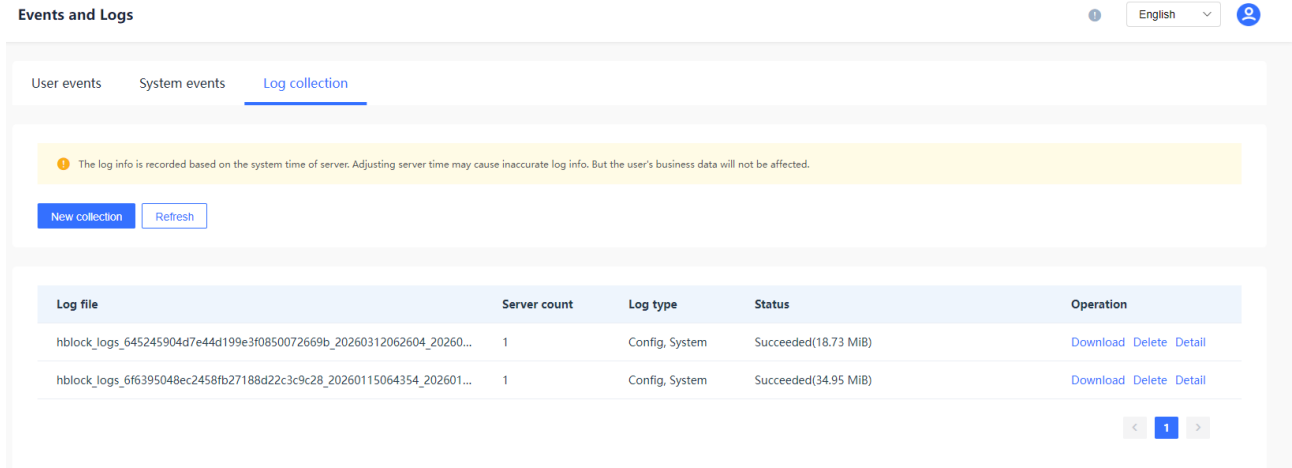 Events and Logs
English
User events System events Log collection
The log info is recorded based on the system time of server. Adjusting server time may cause inaccurate log info. But the user's business data will not be affected.
New collection Refresh
Log file Server count Log type Status Operation
hblock_logs_645245904d7e44d199e3f0850072669b_20260312062604_20260... 1 Config, System Succeeded(18.73 MiB) Download Delete Detail
hblock_logs_6f6395048ec2458fb27188d22c3c9c28_20260115064354_202601... 1 Config, System Succeeded(34.95 MiB) Download Delete Detail
< 1 >